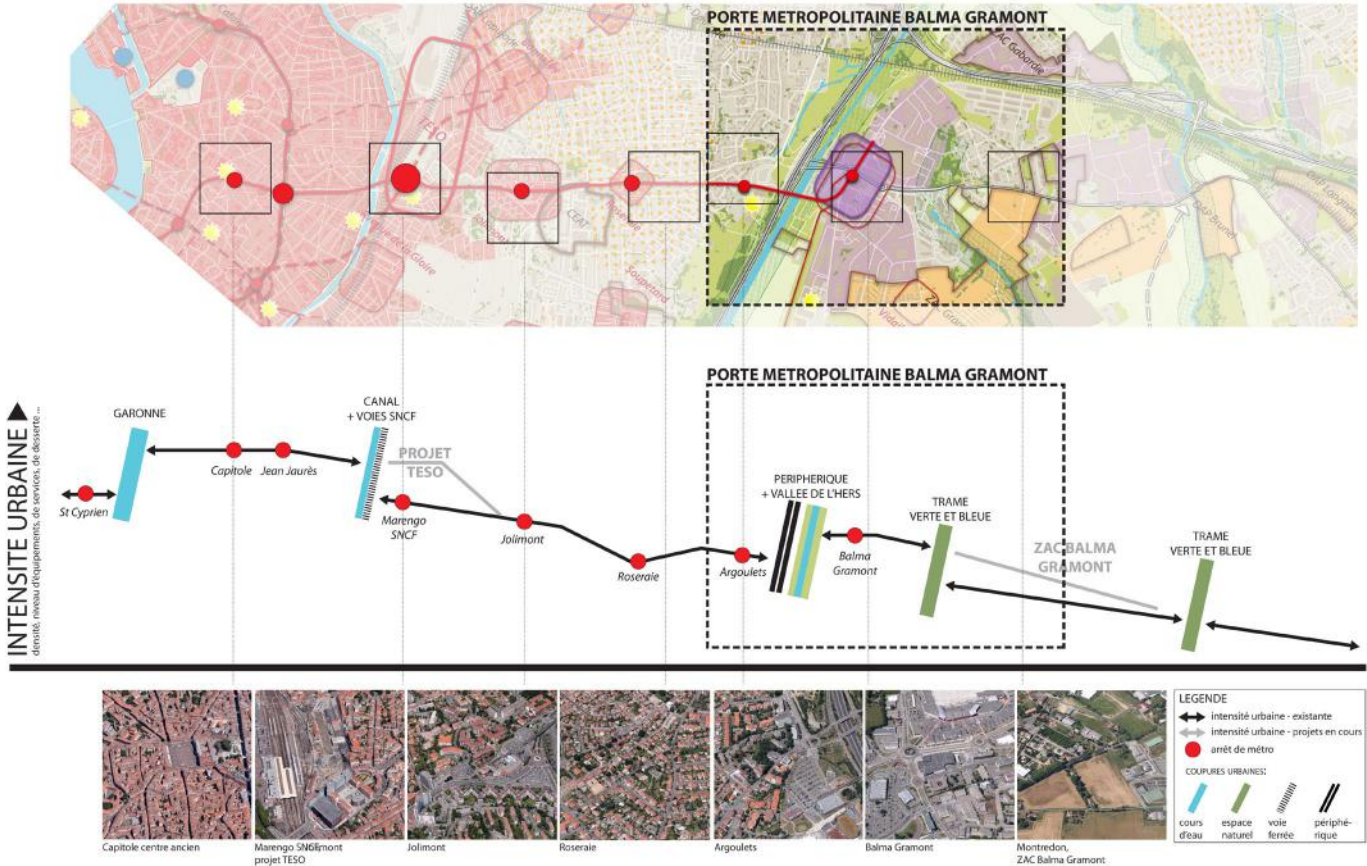 PORTE METROPOLITAINE BALMA GRAMONT
ZAC Gabardie
TESO
CEAT
Soupetard
PORTE METROPOLITAINE BALMA GRAMONT
INTENSITE URBAINE
densité, niveau d'équipements, de services, de desserte ...
GARONNE
CANAL
+ VOIES SNCF
PROJET
TESO
St Cyprien
Capitole
Jean Jaurès
Marengo
SNCF
Jolimont
Roseraie
Argoulets
PERIPHERIQUE
+ VALLEE DE L'HERS
Balma
Gramont
TRAME
VERTE ET BLEUE
ZAC BALMA
GRAMONT
TRAME
VERTE ET BLEUE
Capitole centre ancien
Marengo SNCF
projet TESO
Jolimont
Roseraie
Argoulets
Balma Gramont
Montredon,
ZAC Balma Gramont
LEGENDE
intensité urbaine - existante
intensité urbaine - projets en cours
arrêt de métro
COUPURES URBAINES:
cours
d'eau
espace
naturel
voie
ferrée
périphé-
rique